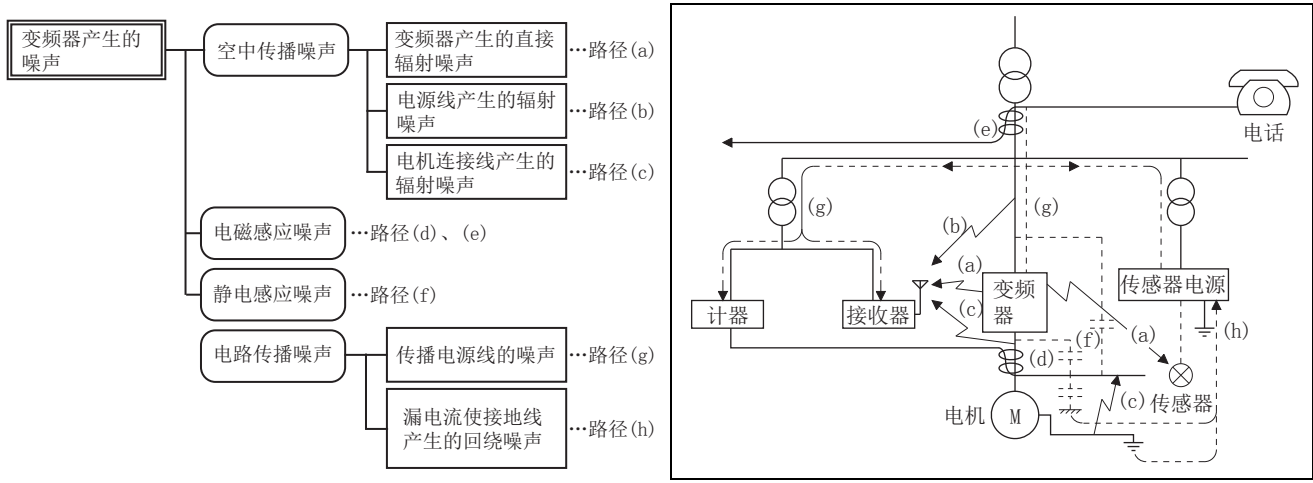 变频器产生的
噪声
空中传播噪声
变频器产生的直接
辐射噪声
…路径(a)
电源线产生的辐射
噪声
…路径(b)
电机连接线产生的
辐射噪声
…路径(c)
电磁感应噪声
…路径(d)、(e)
静电感应噪声
…路径(f)
电路传播噪声
传播电源线的噪声
…路径(g)
漏电流使接地线
产生的回绕噪声
…路径(h)
电话
(e)
(g)
(g)
(b)
(a)
(c)
变频
器
传感器电源
计器
接收器
(f)
(a)
(h)
(d)
(c)
传感器
电机
M